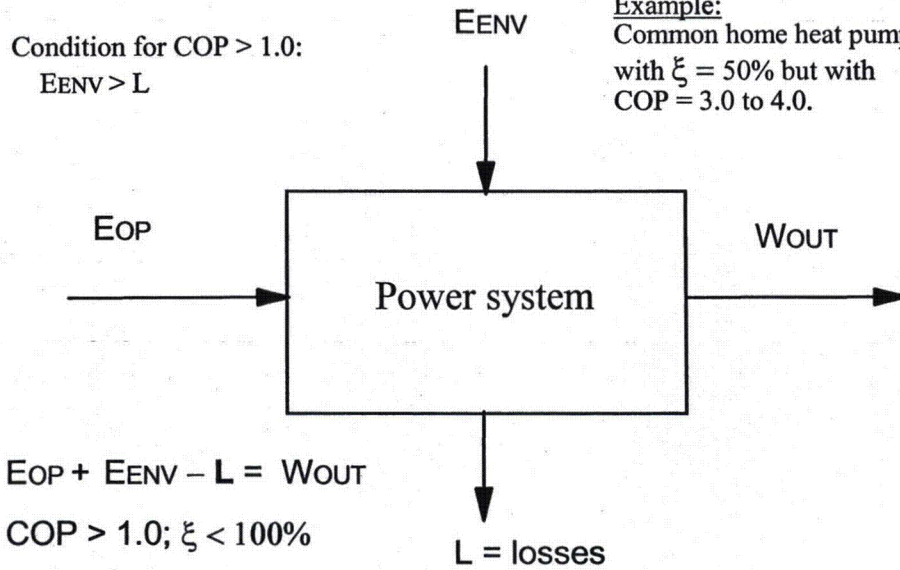 Condition for COP > 1.0:
EENV > L
EENV
Example:
Common home heat pump
with ξ = 50% but with
COP = 3.0 to 4.0.
EOP
WOUT
Power system
EOP + EENV – L = WOUT
COP > 1.0; ξ < 100%
L = losses